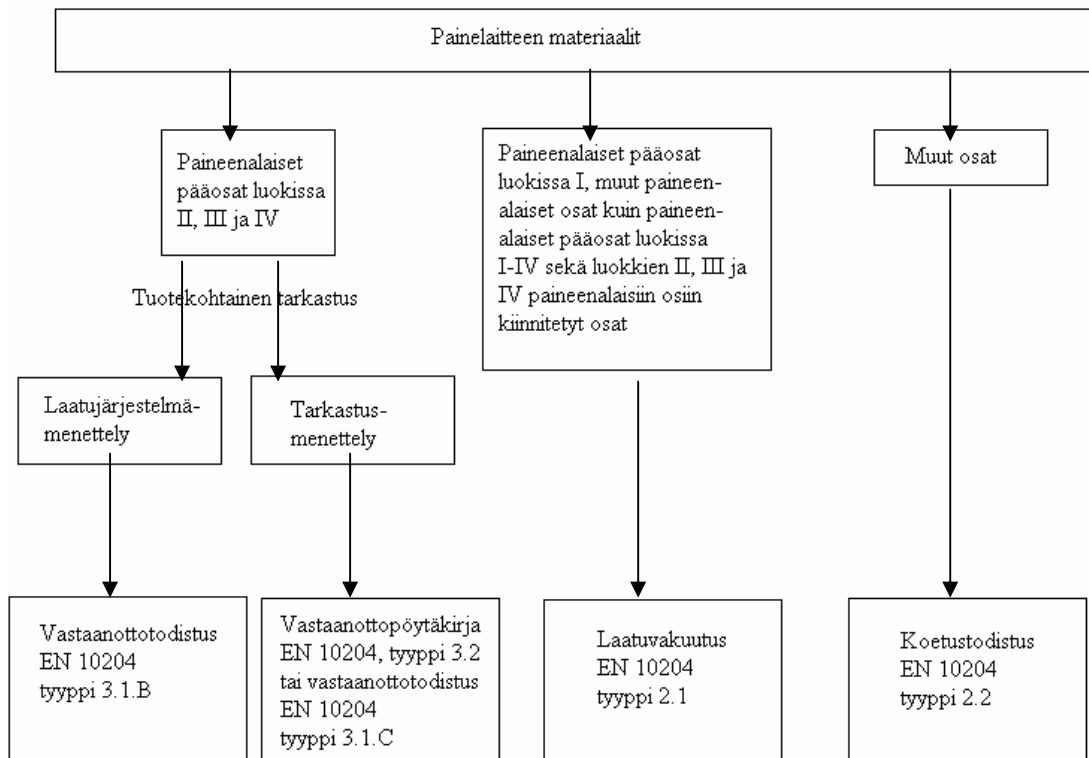 Painelaitteen materiaalit
Paineenalaiset
pääosat luokissa
II, III ja IV
Paineenalaiset pääosat
luokissa I, muut paineen-
alaiset osat kuin paineen-
alaiset pääosat luokissa
I-IV sekä luokkien II, III ja
IV paineenalaisiin osiin
kiinnitetyt osat
Muut osat
Tuotekohtainen tarkastus
Laatujärjestelmä-
menettely
Tarkastus-
menettely
Vastaanottotodistus
EN 10204
tyyppi 3.1.B
Vastaanottopöytäkirja
EN 10204, tyyppi 3.2
tai vastaanottotodistus
EN 10204
tyyppi 3.1.C
Laatuvakuutus
EN 10204
tyyppi 2.1
Koetustodistus
EN 10204
tyyppi 2.2